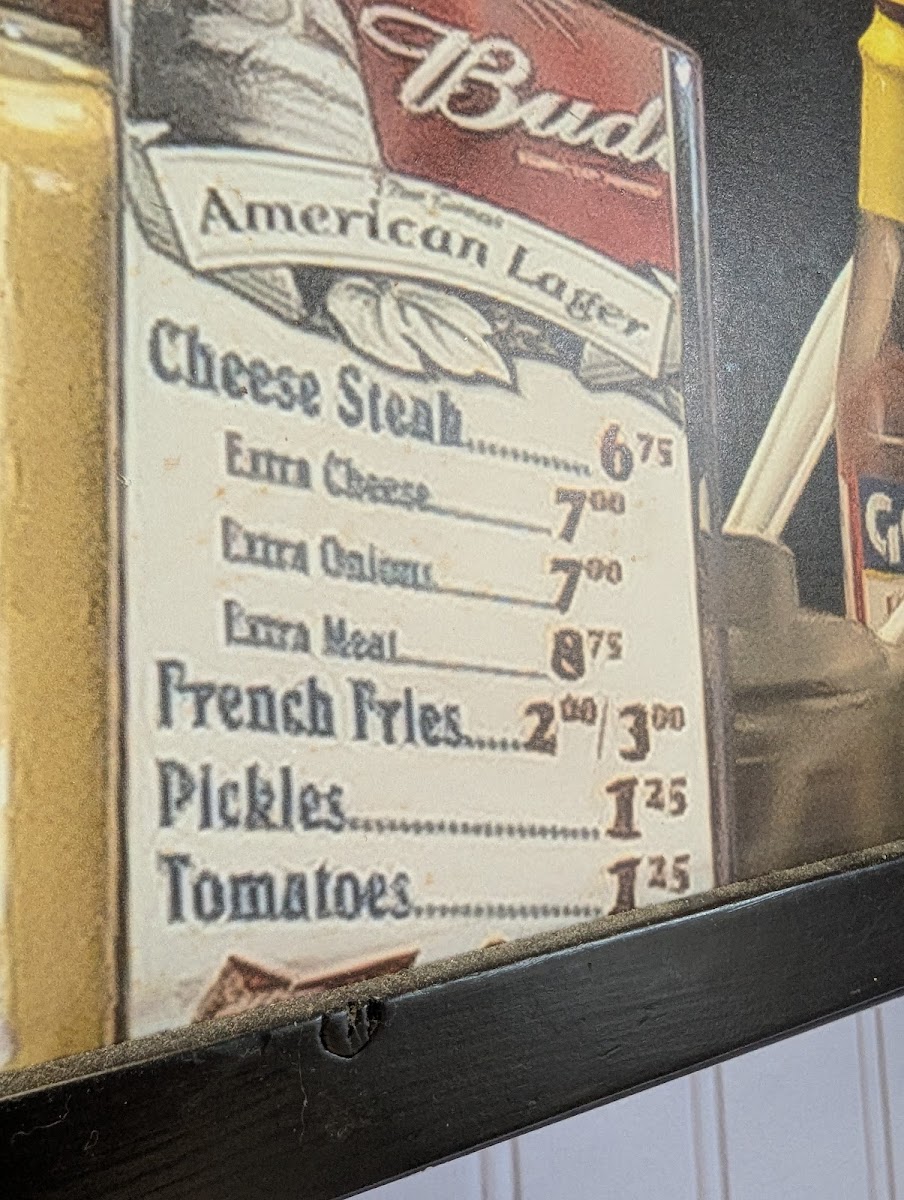 Bud
American Lager
Cheese Steak 6 75
Extra Cheese 7 00
Extra Onions 7 00
Extra Meat 8 75
French Fries 2 00 / 3 00
Pickles 1 25
Tomatoes 1 25